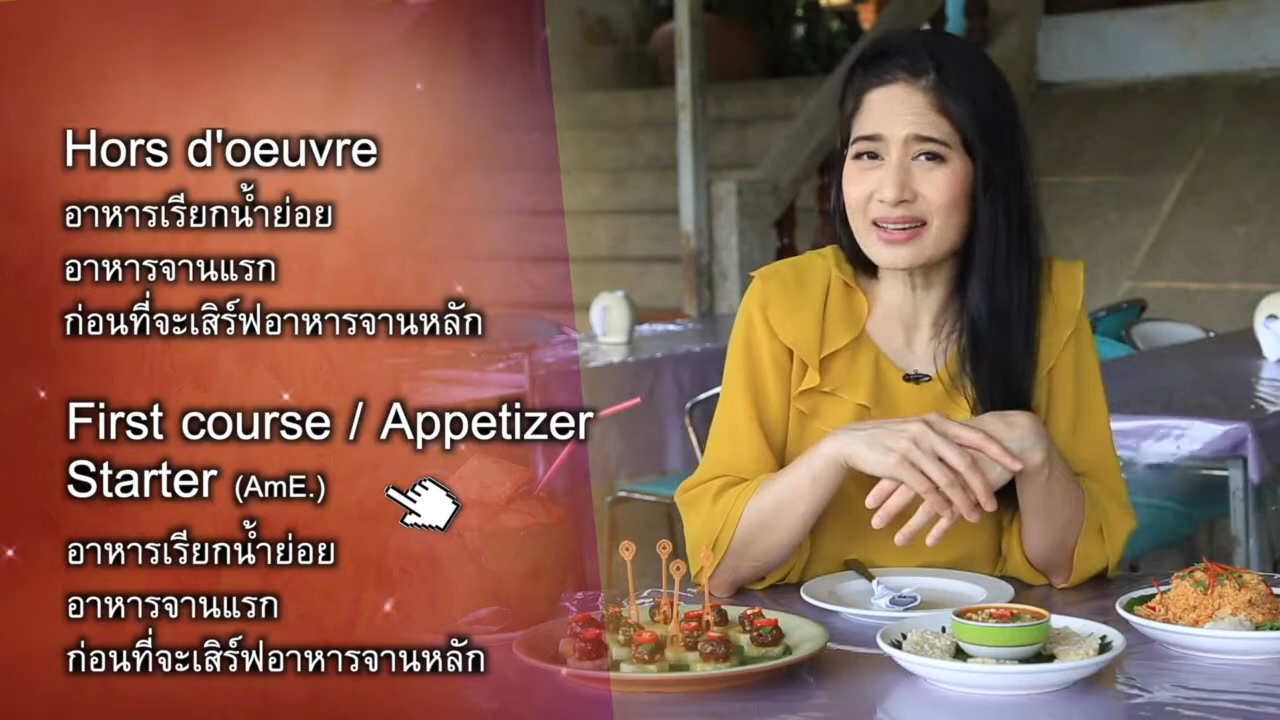 Hors d'oeuvre
อาหารเรียกน้ำย่อย
อาหารจานแรก
ก่อนที่จะเสิร์ฟอาหารจานหลัก
First course / Appetizer
Starter (AmE.)
อาหารเรียกน้ำย่อย
อาหารจานแรก
ก่อนที่จะเสิร์ฟอาหารจานหลัก